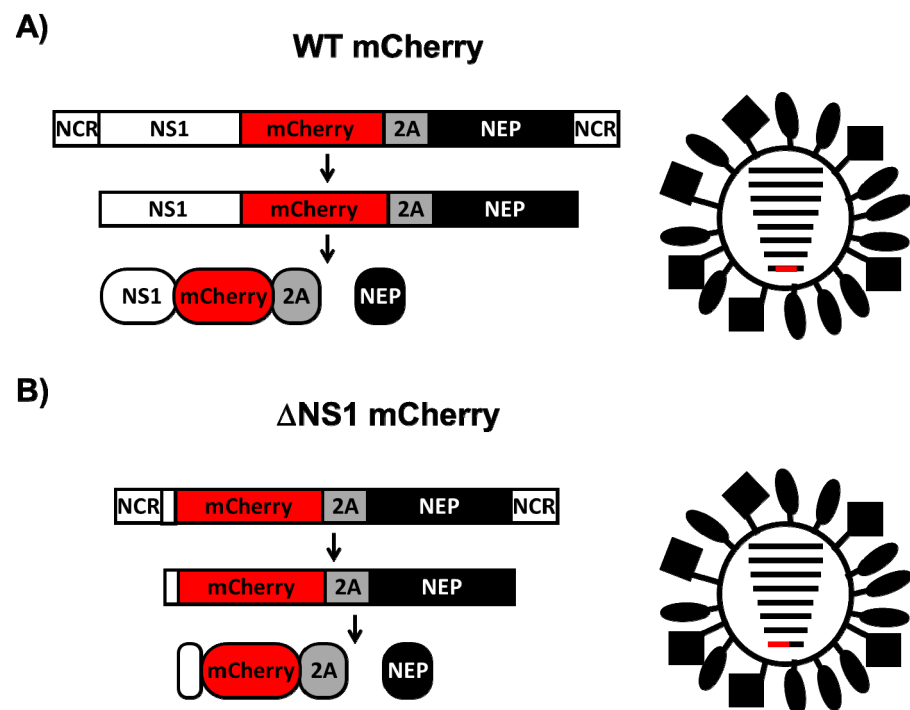 A)
WT mCherry
NCR NS1 mCherry 2A NEP NCR
NS1 mCherry 2A NEP
NS1 mCherry 2A NEP
B)
ΔNS1 mCherry
NCR mCherry 2A NEP NCR
mCherry 2A NEP
mCherry 2A NEP